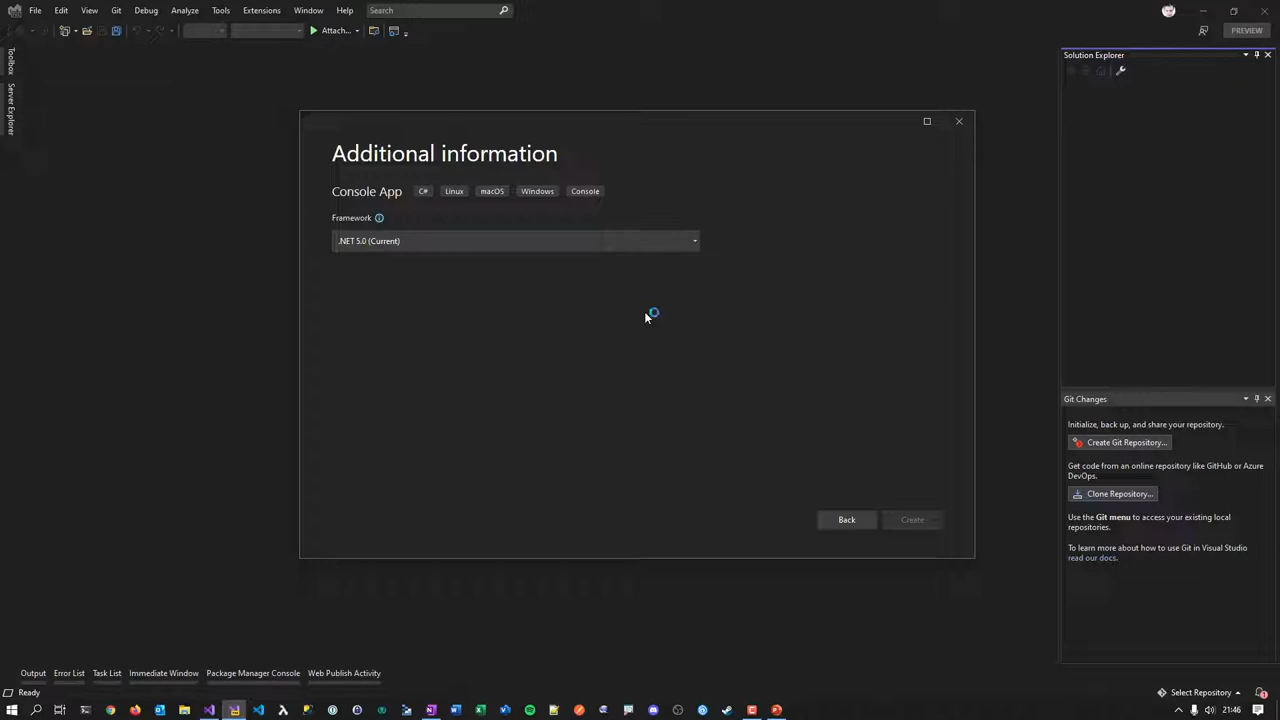 File Edit View Git Debug Analyze Tools Extensions Window Help Search
Attach...
PREVIEW
Toolbox
Server Explorer
Solution Explorer
Additional information
Console App C# Linux macOS Windows Console
Framework
.NET 5.0 (Current)
Back Create
Git Changes
Initialize, back up, and share your repository.
Create Git Repository...
Get code from an online repository like GitHub or Azure
DevOps.
Clone Repository...
Use the Git menu to access your existing local
repositories.
To learn more about how to use Git in Visual Studio
read our docs.
Output Error List Task List Immediate Window Package Manager Console Web Publish Activity
Ready
Select Repository
21:46